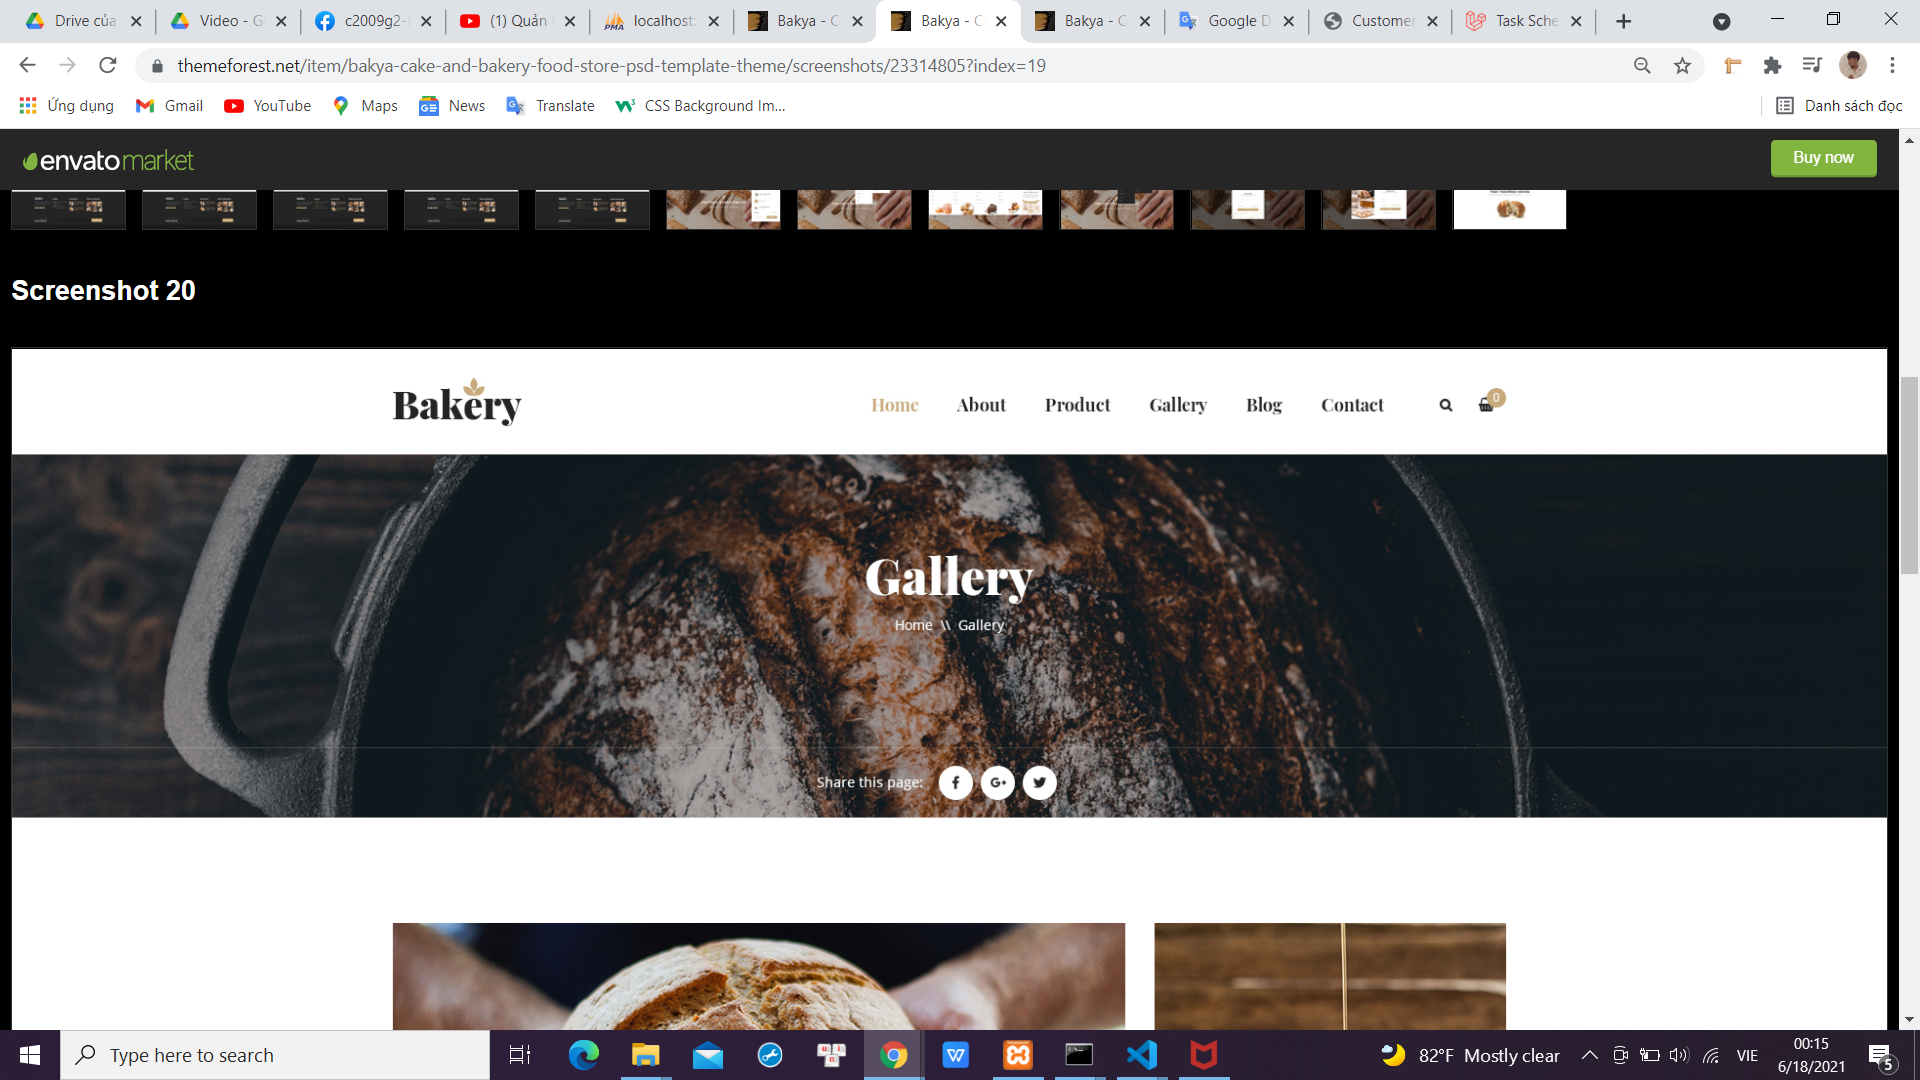 Drive của
Video - G
c2009g2-
(1) Quản
localhost:
Bakya - C
Bakya - C
Bakya - C
Google D
Customer
Task Sche
themeforest.net/item/bakya-cake-and-bakery-food-store-psd-template-theme/screenshots/23314805?index=19
Ứng dụng
Gmail
YouTube
Maps
News
Translate
CSS Background Im...
Danh sách đọc
envato market
Buy now
Screenshot 20
Bakery
Home
About
Product
Gallery
Blog
Contact
0
Gallery
Home \\ Gallery
Share this page:
Type here to search
82°F Mostly clear
VIE
00:15
6/18/2021
5